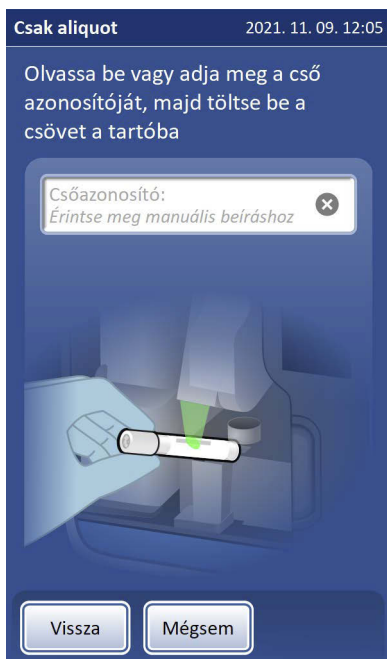 Csak aliquot 2021. 11. 09. 12:05
Olvassa be vagy adja meg a cső
azonosítóját, majd töltse be a
csövet a tartóba
Csőazonosító:
Érintse meg manuális beíráshoz
Vissza Mégsem